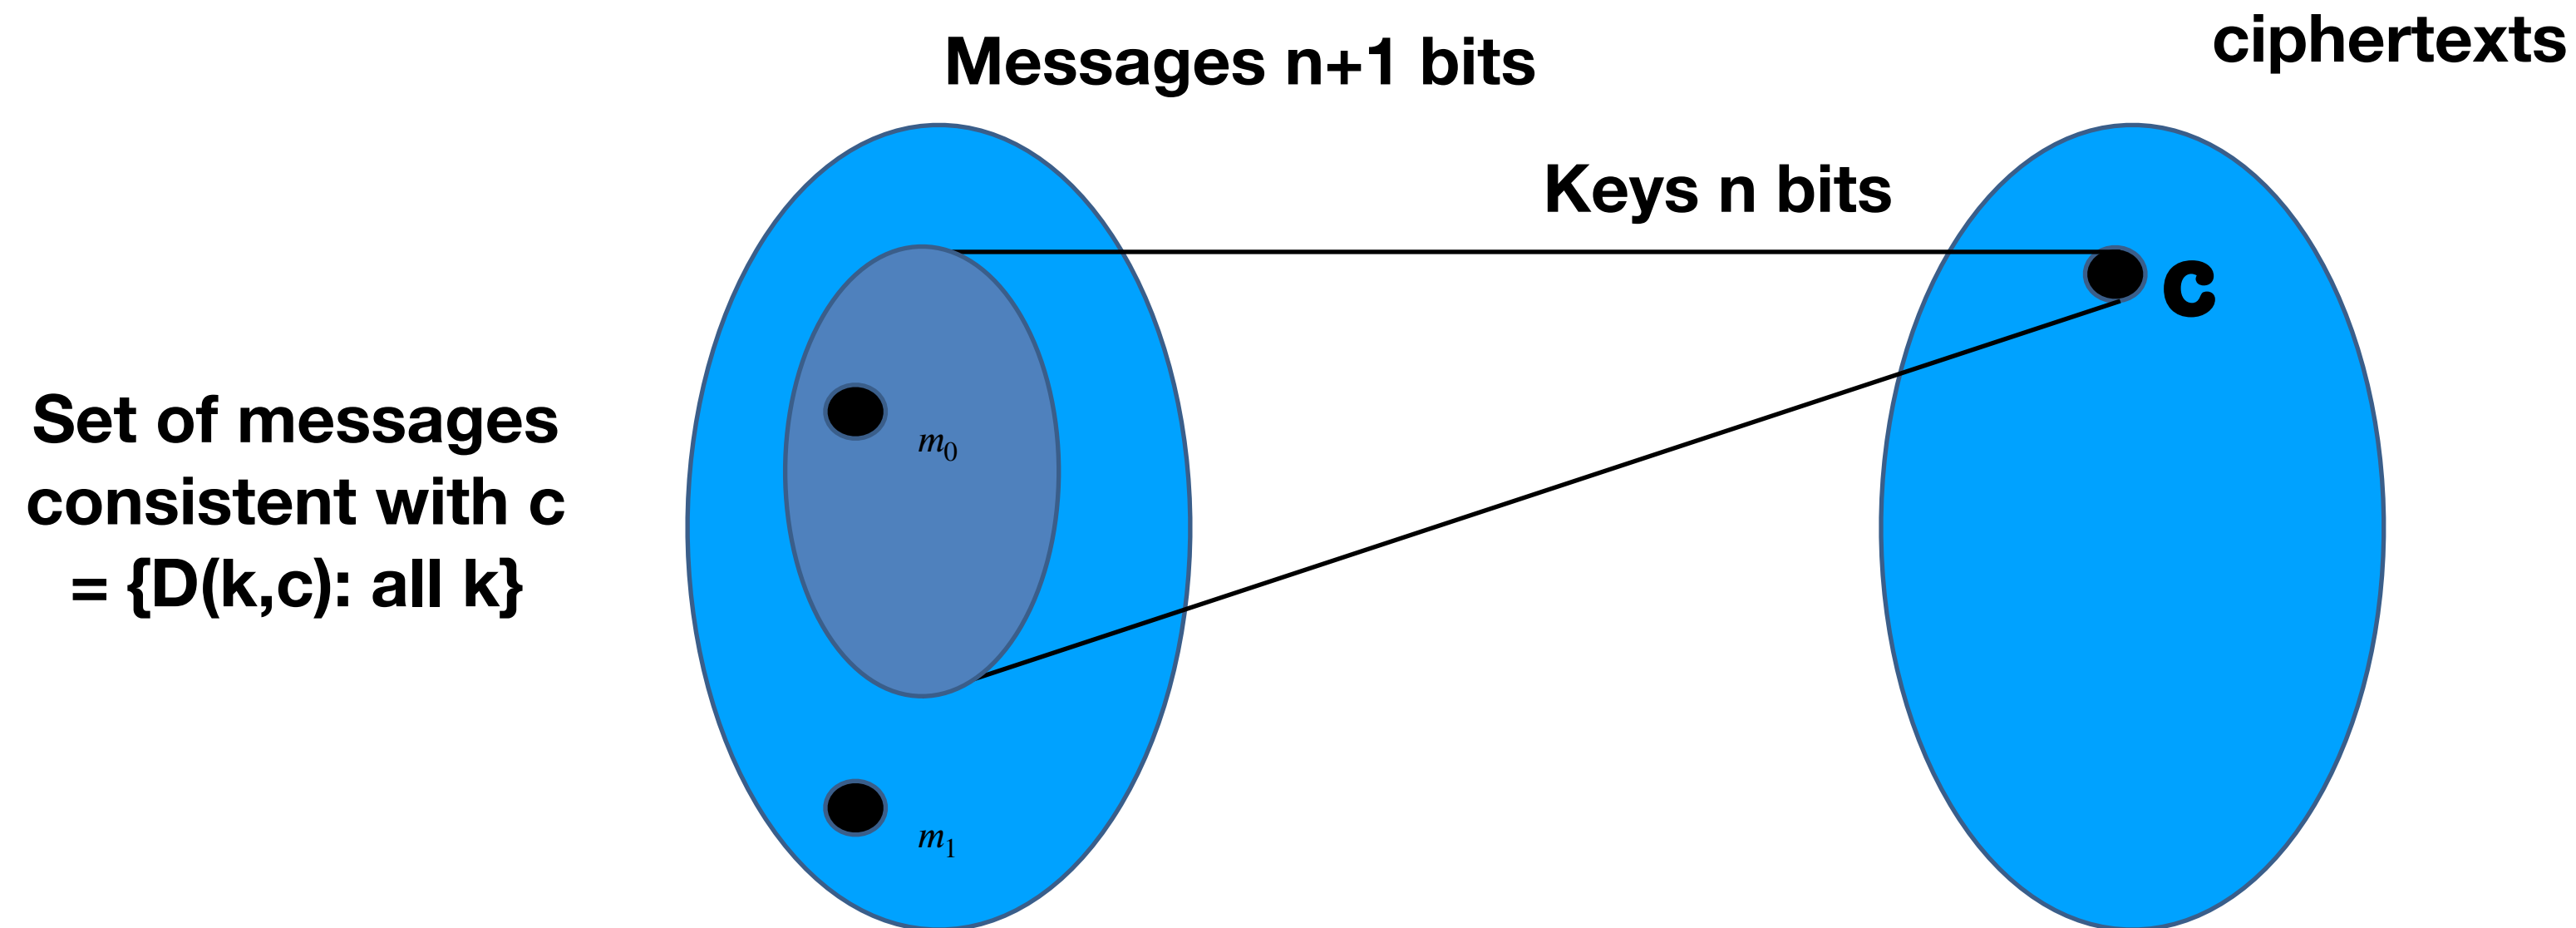 Messages n+1 bits
ciphertexts
Keys n bits
c
Set of messages
consistent with c
= {D(k,c): all k}
m₀
m₁